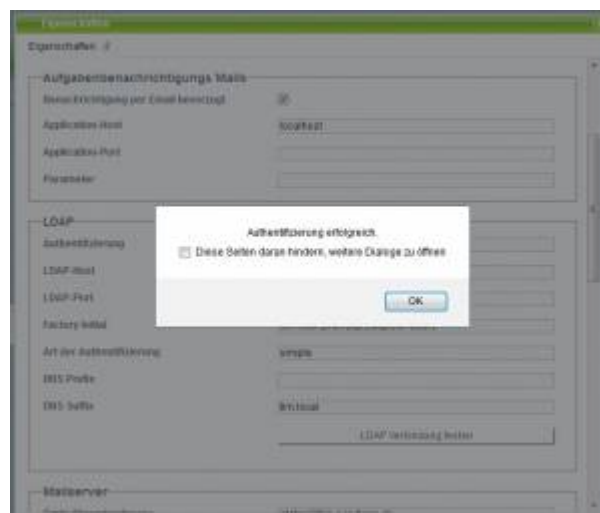 Eigenschaften
Eigenschaften
Aufgabenbenachrichtigungs Mails
Benachrichtigung per Email bevorzugt
Application-Host
localhost
Application-Port
Parameter
LDAP
Authentifizierung
Authentifizierung erfolgreich.
Diese Seiten daran hindern, weitere Dialoge zu öffnen
LDAP-Host
LDAP-Port
OK
Factory Initial
Art der Authentifizierung
simple
DNS Prefix
DNS Suffix
LDAP Verbindung testen
Mailserver